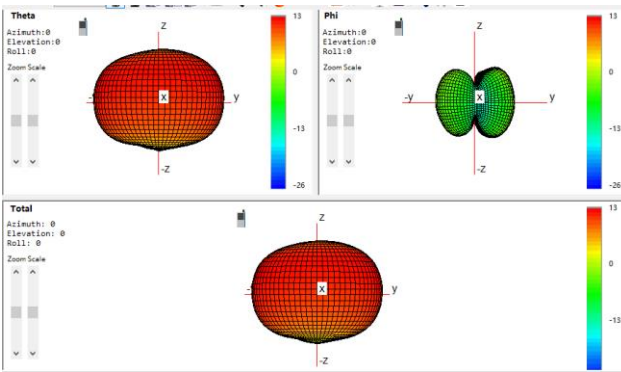 Theta
Azimuth:0
Elevation:0
Roll:0
Zoom Scale
Z
X
y
-Z
13
0
-13
-26
Phi
Azimuth:0
Elevation:0
Roll:0
Zoom Scale
Z
-y
X
y
-Z
13
0
-13
-26
Total
Azimuth: 0
Elevation: 0
Roll: 0
Zoom Scale
Z
X
y
-Z
13
0
-13